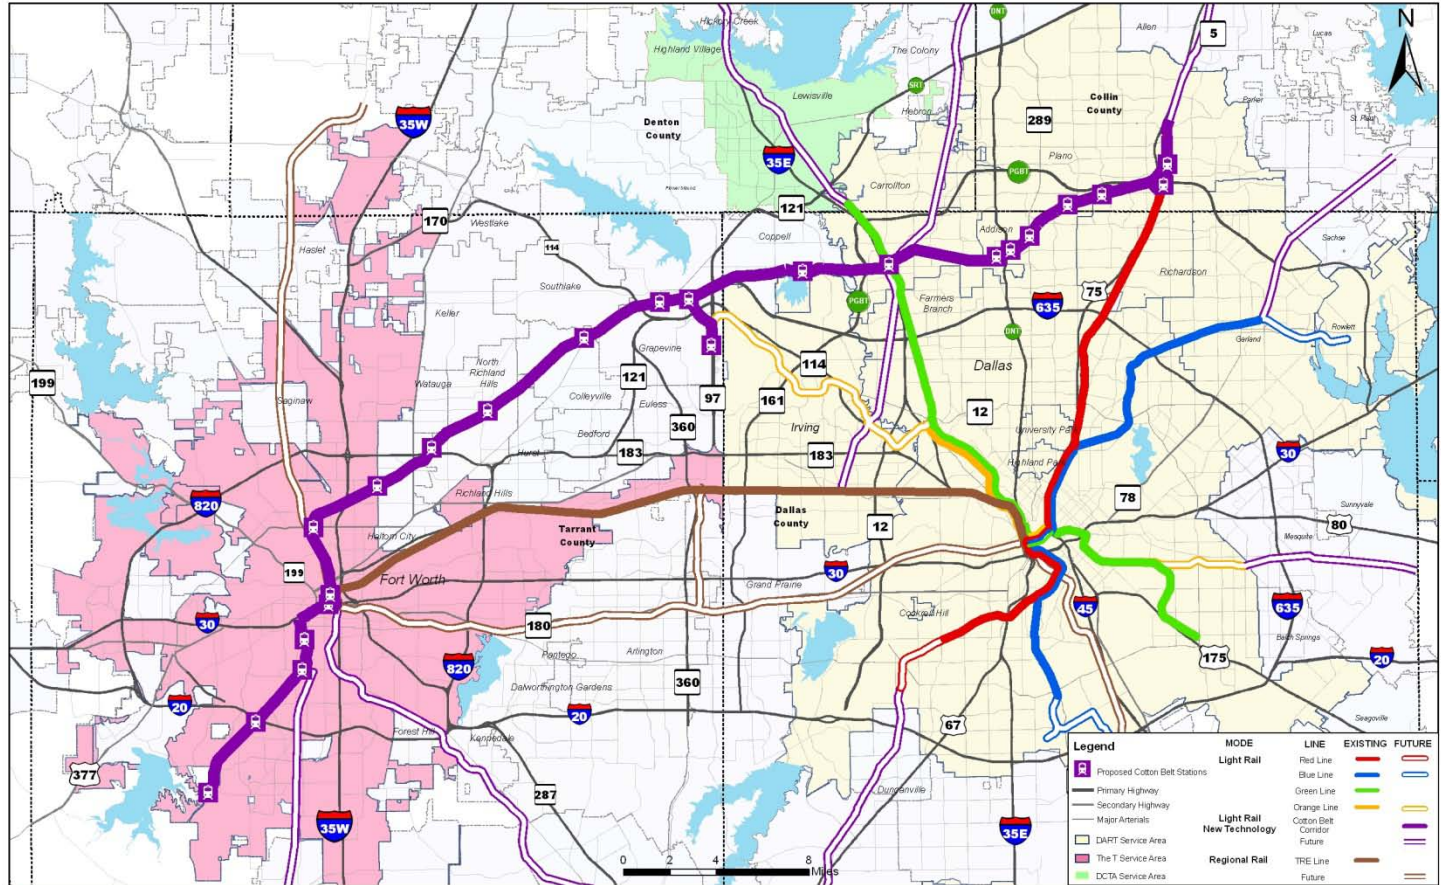 Hickory Creek
Highland Village
The Colony
DNT
Allen
5
Lucas
N
35W
SRT
Lewisville
Hebron
Collin
County
Parker
St. Paul
Denton
County
289
35E
Plano
PGBT
Carrollton
121
170
Westlake
Coppell
Addison
Haslet
114
Sachse
Southlake
Richardson
75
Keller
PGBT
Farmers
Branch
635
Rowlett
DNT
Garland
Grapevine
North
Richland
Hills
114
Dallas
199
Watauga
121
97
161
12
Saginaw
Colleyville
Euless
360
Irving
University Park
Bedford
183
183
Hurst
Highland Park
30
820
Richland Hills
78
Sunnyvale
Dallas
County
12
80
Tarrant
County
Haltom City
Mesquite
199
Fort Worth
30
Grand Prairie
30
Cockrell Hill
45
635
180
Balch Springs
Pantego
Arlington
175
20
820
Dalworthington Gardens
360
20
20
67
Seagoville
Forest Hill
Kennedale
377
Duncanville
287
35W
35E
0 2 4 8
Miles
Legend
MODE LINE EXISTING FUTURE
Light Rail Red Line
Proposed Cotton Belt Stations
Blue Line
Primary Highway Green Line
Secondary Highway Orange Line
Major Arterials Light Rail
New Technology Cotton Belt
Corridor
Future
DART Service Area
The T Service Area Regional Rail TRE Line
DCTA Service Area Future